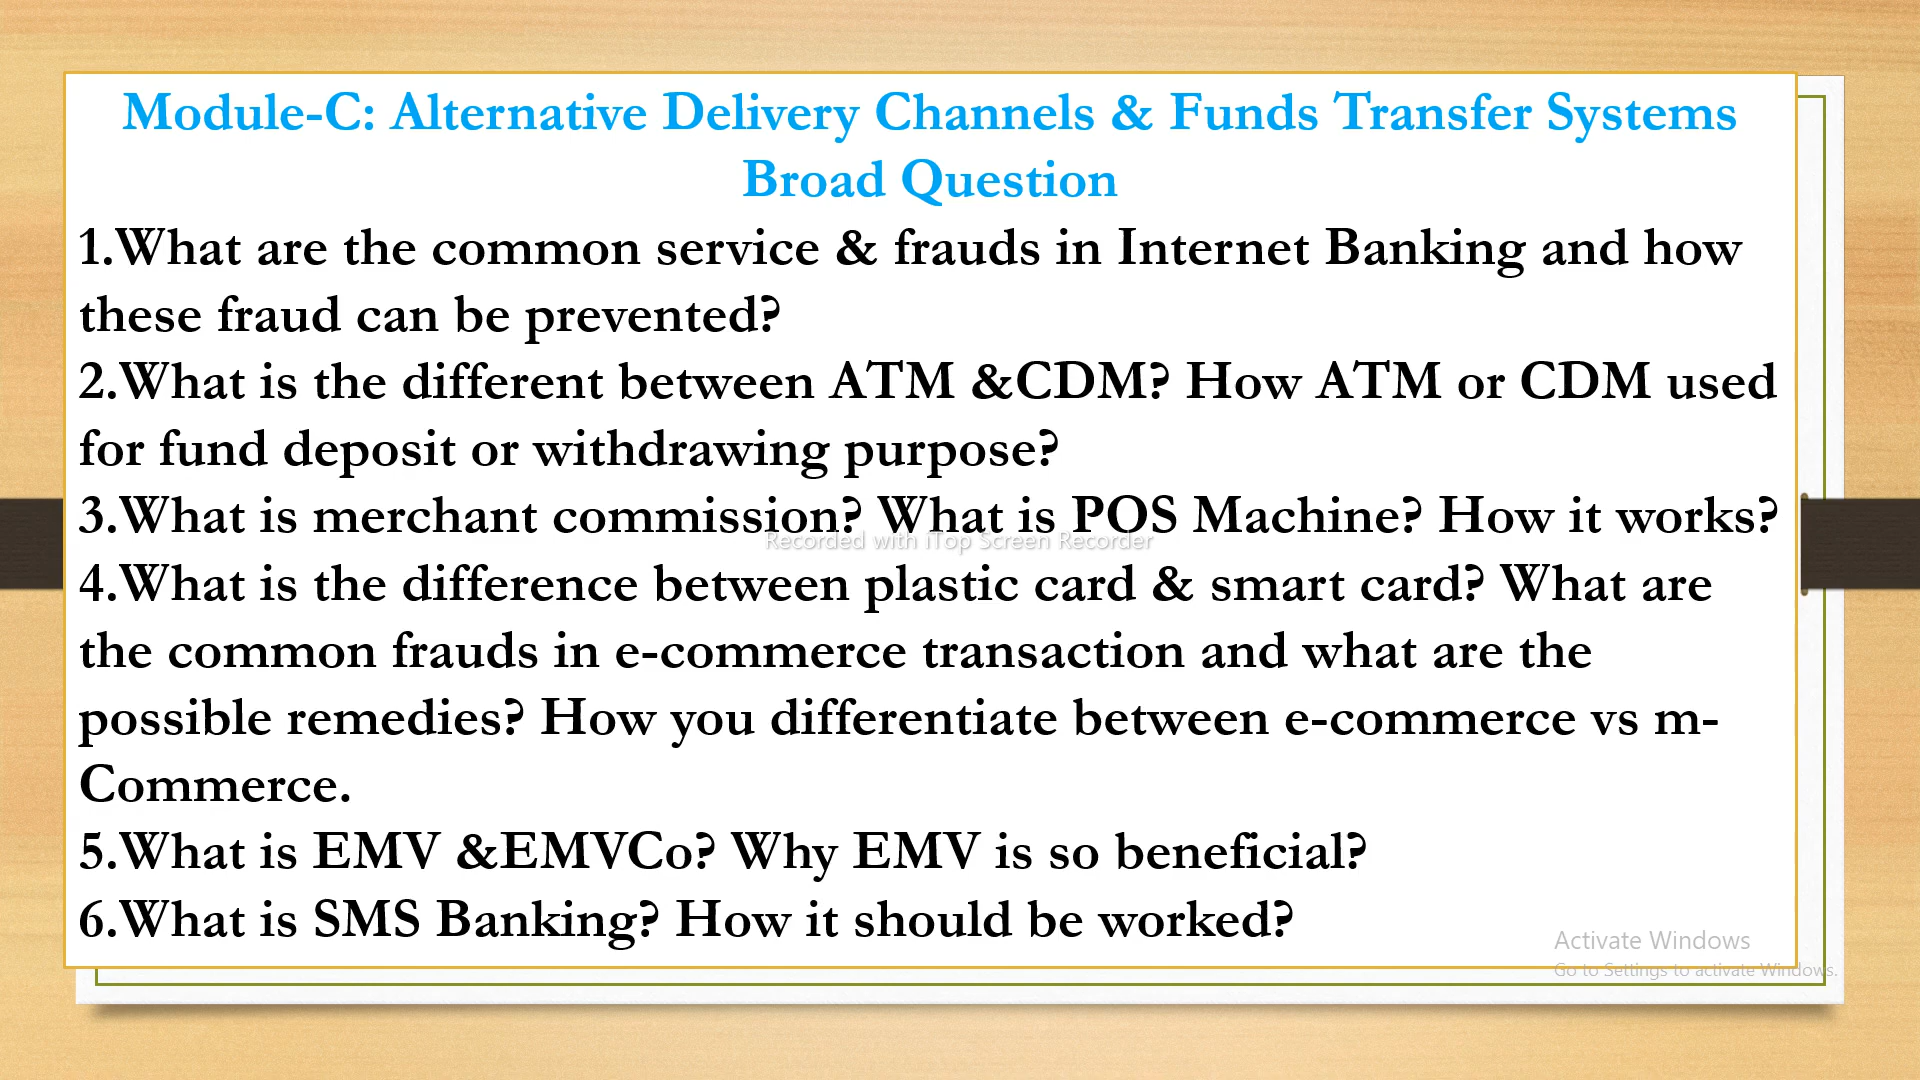 Module-C: Alternative Delivery Channels & Funds Transfer Systems
Broad Question
1.What are the common service & frauds in Internet Banking and how
these fraud can be prevented?
2.What is the different between ATM &CDM? How ATM or CDM used
for fund deposit or withdrawing purpose?
3.What is merchant commission? What is POS Machine? How it works?
Recorded with iTop Screen Recorder
4.What is the difference between plastic card & smart card? What are
the common frauds in e-commerce transaction and what are the
possible remedies? How you differentiate between e-commerce vs m-
Commerce.
5.What is EMV &EMVCo? Why EMV is so beneficial?
6.What is SMS Banking? How it should be worked?
Activate Windows
Go to Settings to activate Windows.